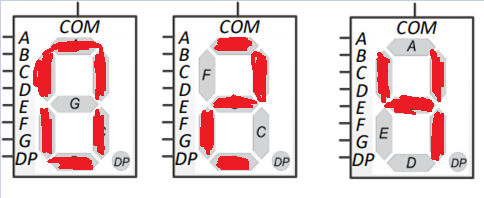 COM COM COM
A A A
B B B
C C C
D D D
E E E
F F F
G G G
DP DP DP
G F A
C E
DP DP D DP